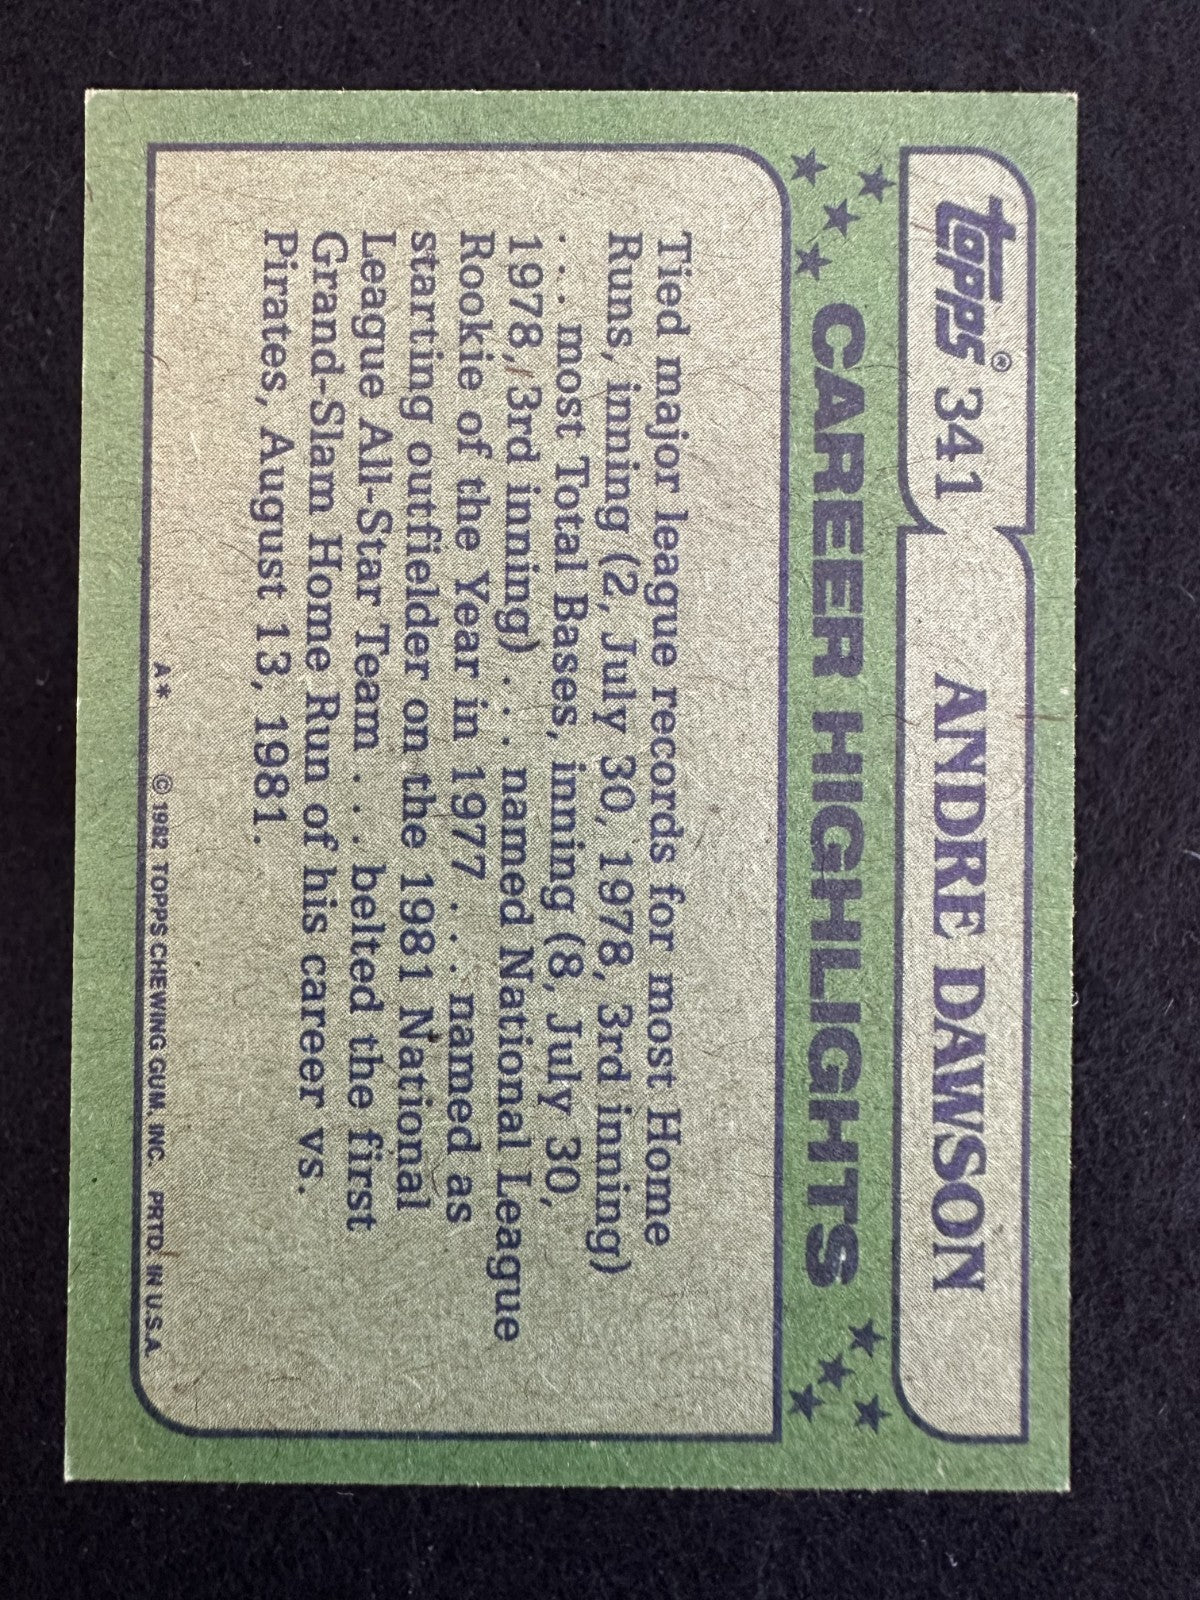 topps® 341 ANDRE DAWSON
CAREER HIGHLIGHTS
Tied major league records for most Home
Runs, inning (2, July 30, 1978, 3rd inning)
. . . most Total Bases, inning (8, July 30,
1978, 3rd inning) . . . named National League
Rookie of the Year in 1977 . . . named as
starting outfielder on the 1981 National
League All-Star Team . . . belted the first
Grand-Slam Home Run of his career vs.
Pirates, August 13, 1981.
A* © 1982 TOPPS CHEWING GUM, INC. PRTD. IN U.S.A.